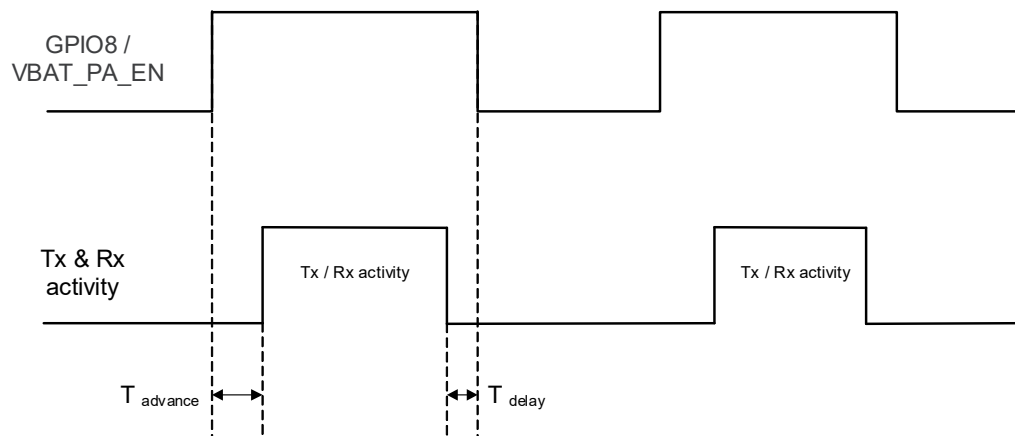 GPIO8 /
VBAT_PA_EN
Tx & Rx
activity
Tx / Rx activity
Tx / Rx activity
T advance
T delay